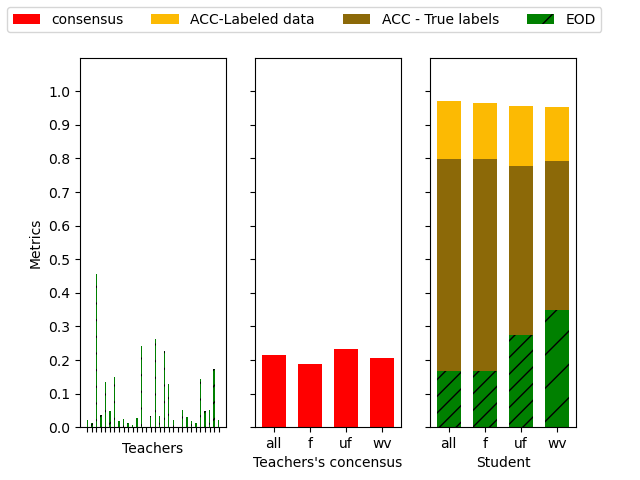 consensus ACC-Labeled data ACC - True labels EOD
1.0
0.9
0.8
0.7
0.6
0.5
0.4
0.3
0.2
0.1
0.0
Metrics
Teachers
all f uf wv
Teachers's concensus
all f uf wv
Student